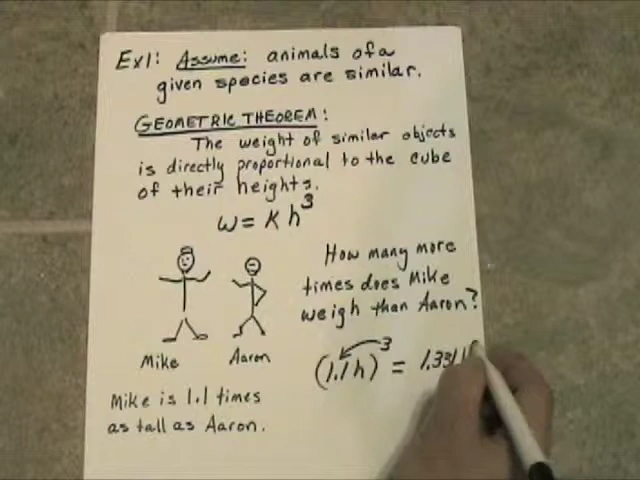 Ex1: Assume: animals of a
given species are similar.
GEOMETRIC THEOREM:
The weight of similar objects
is directly proportional to the cube
of their heights.
w = K h³
How many more
times does Mike
weigh than Aaron?
Mike
Aaron
(1.1h)³ = 1.331
Mike is 1.1 times
as tall as Aaron.